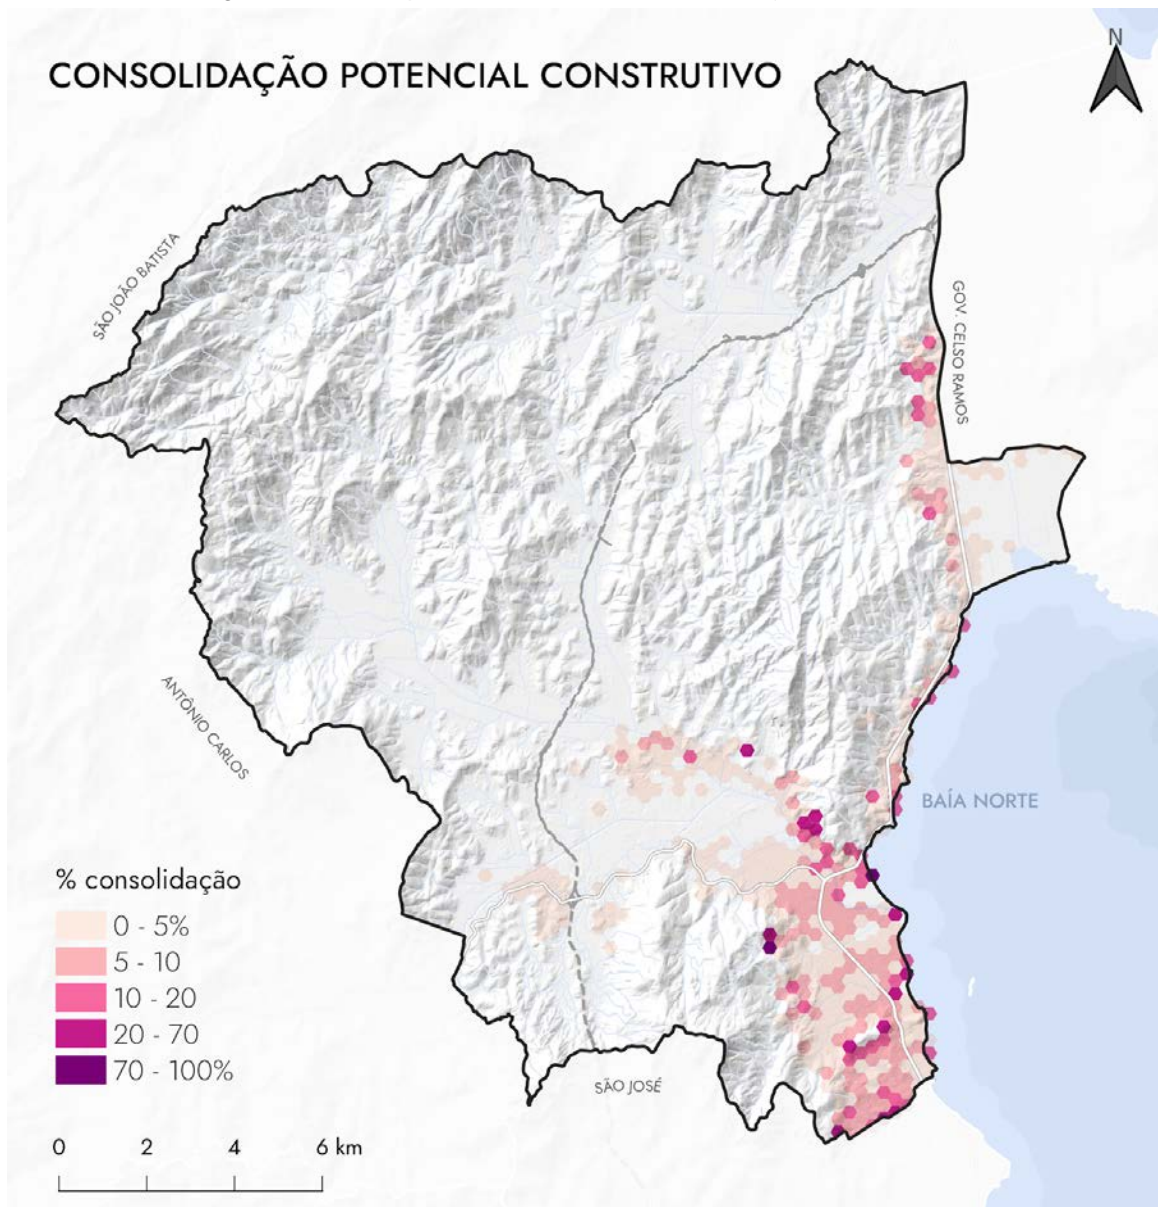 N
CONSOLIDAÇÃO POTENCIAL CONSTRUTIVO
SÃO JOÃO BATISTA
GOV. CELSO RAMOS
ANTÔNIO CARLOS
BAÍA NORTE
% consolidação
0 - 5%
5 - 10
10 - 20
20 - 70
70 - 100%
SÃO JOSÉ
0 2 4 6 km